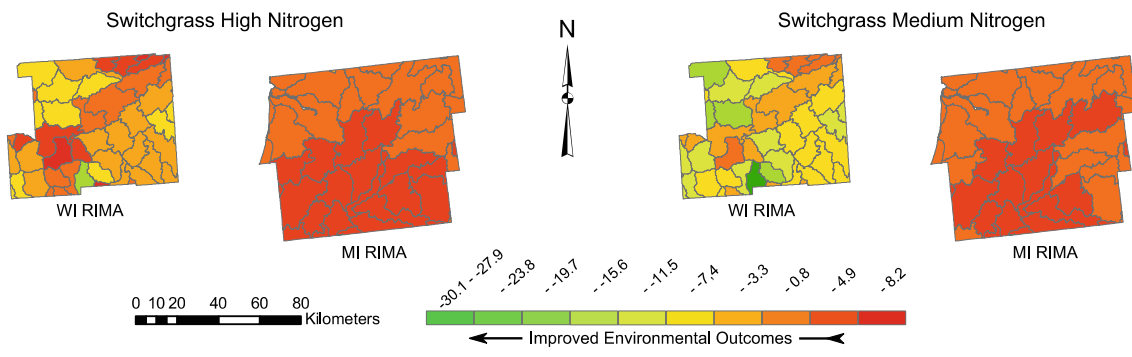 Switchgrass High Nitrogen
N
Switchgrass Medium Nitrogen
WI RIMA
MI RIMA
WI RIMA
MI RIMA
-30.1 - -27.9
- -23.8
- -19.7
- -15.6
- -11.5
- -7.4
- -3.3
- 0.8
- 4.9
- 8.2
0 10 20 40 60 80
Kilometers
Improved Environmental Outcomes